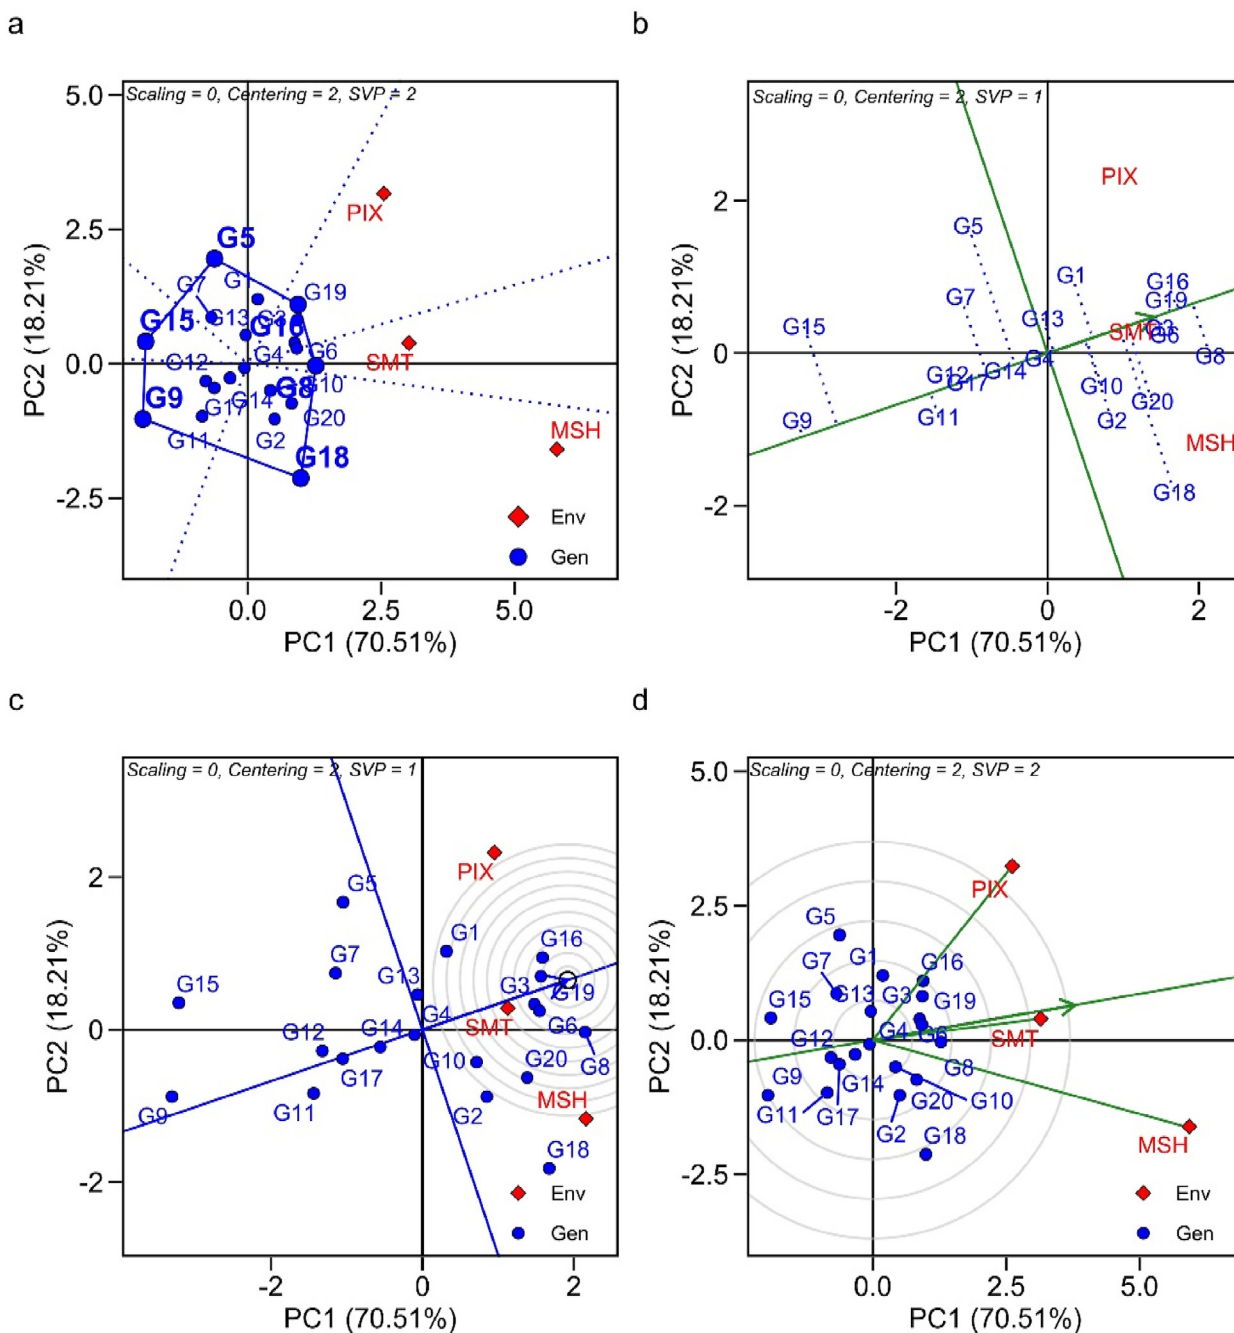 a
Scaling = 0, Centering = 2, SVP = 2
5.0
2.5
0.0
-2.5
PC2 (18.21%)
PIX
G5
G7
G1
G19
G15
G13
G3
G16
SMT
G12
G4
G6
G9
G8
G10
G17
G14
G20
G11
G2
MSH
G18
Env
Gen
0.0
2.5
5.0
PC1 (70.51%)
b
Scaling = 0, Centering = 2, SVP = 1
2
0
-2
PC2 (18.21%)
PIX
G5
G1
G16
G7
G19
G15
G13
SMT
G3
G6
G8
G4
G12
G14
G17
G10
G20
G9
G11
G2
MSH
G18
-2
0
2
PC1 (70.51%)
c
Scaling = 0, Centering = 2, SVP = 1
2
0
-2
PC2 (18.21%)
PIX
G5
G1
G16
G7
G13
G15
G3
G19
G12
G14
G4
SMT
G6
G17
G10
G20
G8
G9
G11
G2
MSH
G18
Env
Gen
-2
0
2
PC1 (70.51%)
d
Scaling = 0, Centering = 2, SVP = 2
5.0
2.5
0.0
-2.5
PC2 (18.21%)
PIX
G5
G1
G7
G16
G15
G13
G3
G19
G12
G4
G6
SMT
G9
G14
G8
G11
G17
G20
G10
G2
G18
MSH
Env
Gen
0.0
2.5
5.0
PC1 (70.51%)